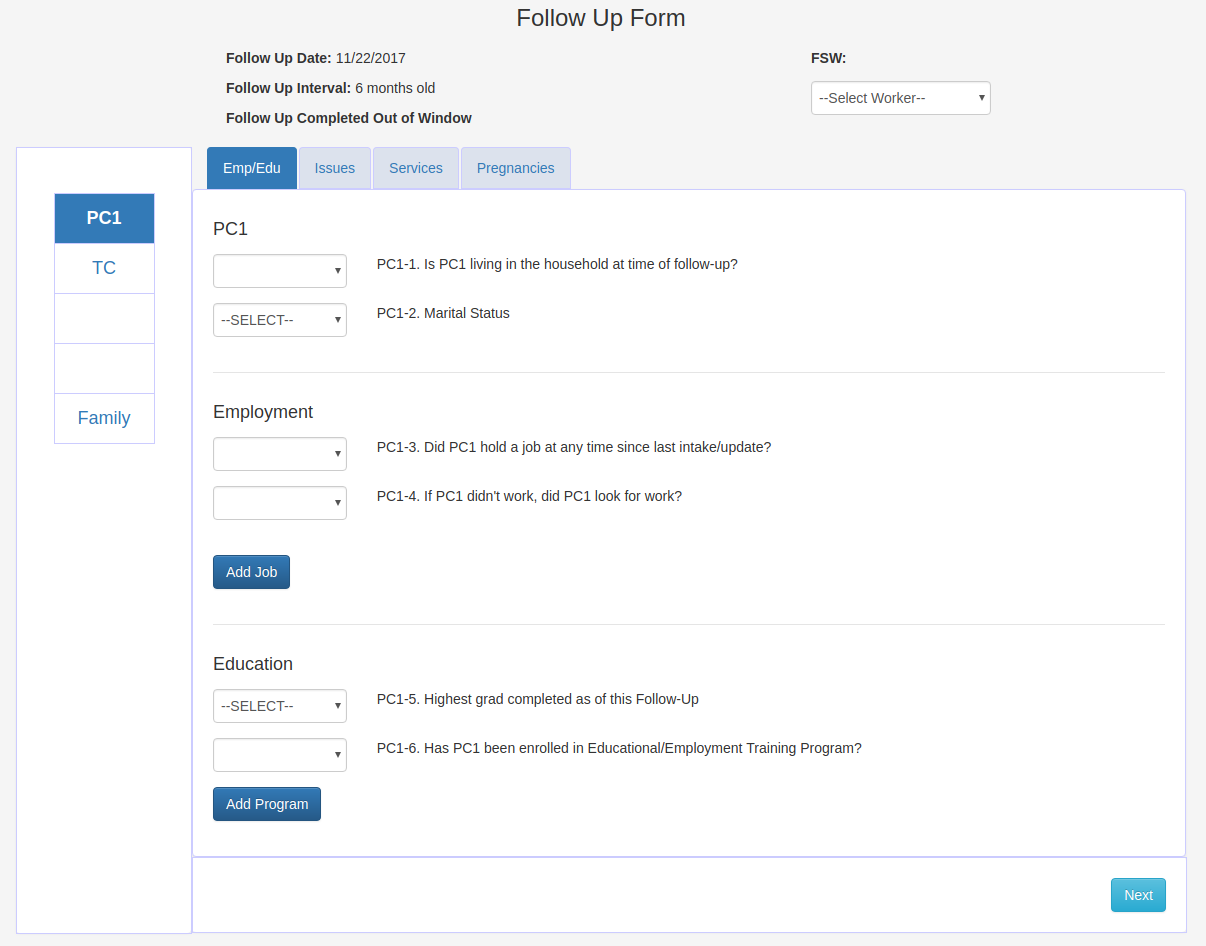 Follow Up Form
Follow Up Date: 11/22/2017
FSW:
Follow Up Interval: 6 months old
--Select Worker--
Follow Up Completed Out of Window
Emp/Edu Issues Services Pregnancies
PC1
TC
Family
PC1
PC1-1. Is PC1 living in the household at time of follow-up?
--SELECT-- PC1-2. Marital Status
Employment
PC1-3. Did PC1 hold a job at any time since last intake/update?
PC1-4. If PC1 didn't work, did PC1 look for work?
Add Job
Education
--SELECT-- PC1-5. Highest grad completed as of this Follow-Up
PC1-6. Has PC1 been enrolled in Educational/Employment Training Program?
Add Program
Next